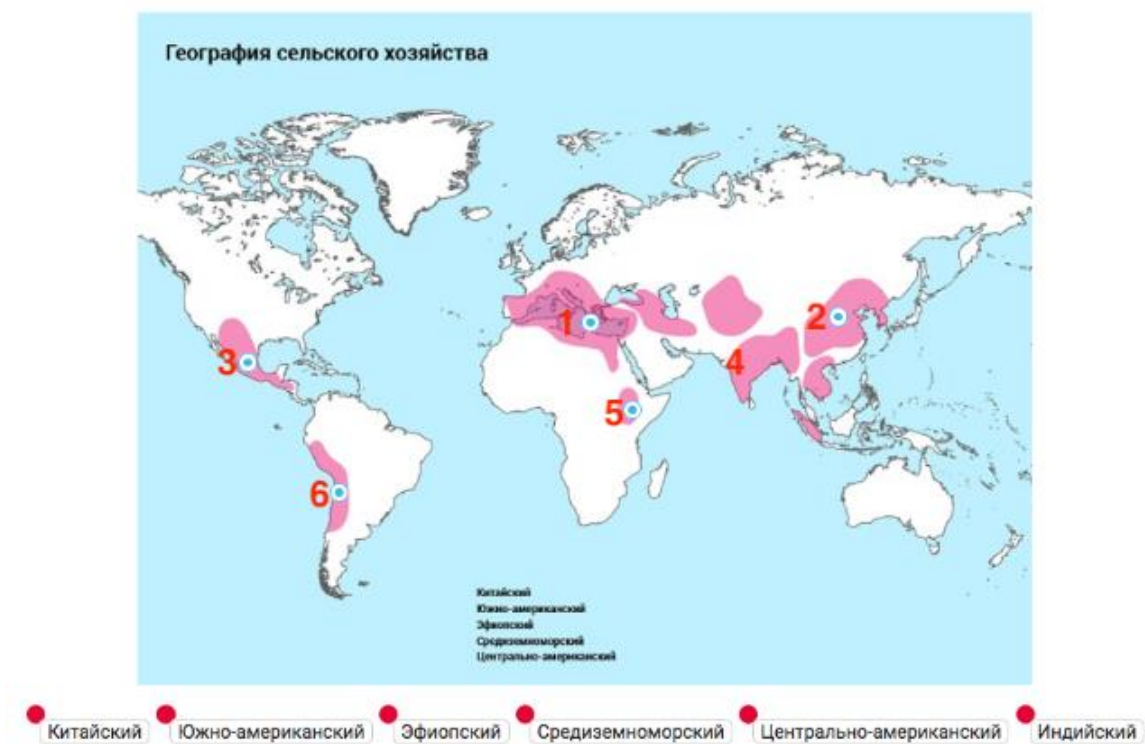 География сельского хозяйства
1
2
3
4
5
6
Китайский
Южно-американский
Эфиопский
Средиземноморский
Центрально-американский
Китайский Южно-американский Эфиопский Средиземноморский Центрально-американский Индийский